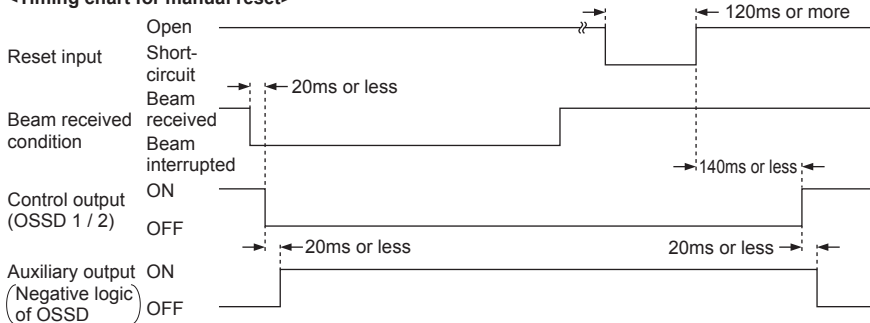 <Timing chart for manual reset>
120ms or more
Open
Reset input
Short-
circuit
20ms or less
Beam
received
Beam received
condition
Beam
interrupted
140ms or less
Control output
(OSSD 1 / 2)
ON
OFF
20ms or less
20ms or less
Auxiliary output
(Negative logic
of OSSD)
ON
OFF